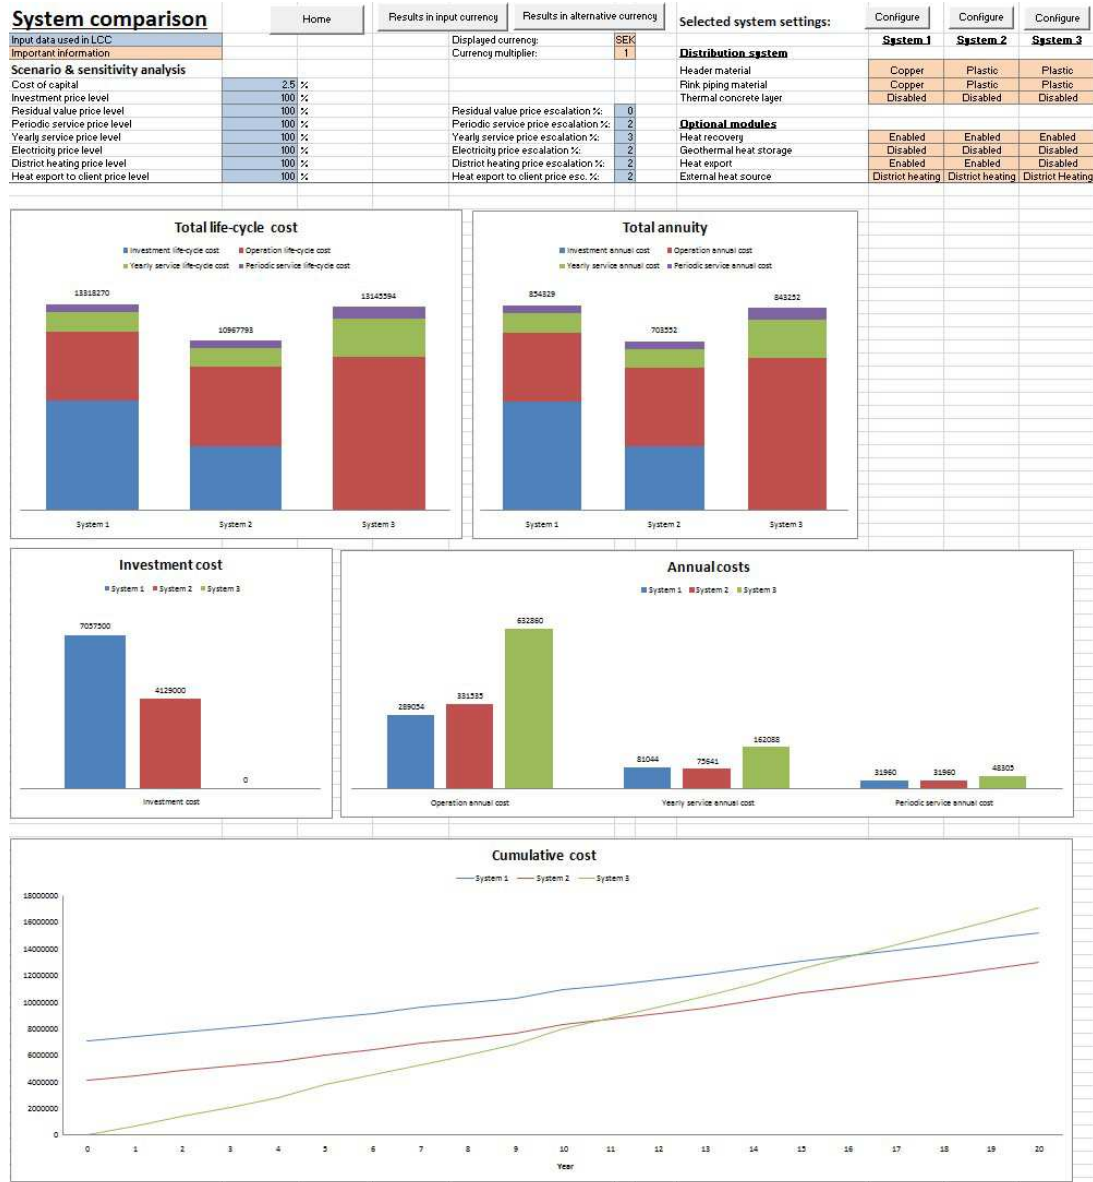 System comparison
Home
Results in input currency
Results in alternative currency
Selected system settings:
Configure Configure Configure
Input data used in LCC
Displayed currency: SEK
System 1 System 2 System 3
Important information
Currency multiplier: 1
Distribution system
Scenario & sensitivity analysis
Header material Copper Plastic Plastic
Cost of capital 2.5 %
Rink piping material Copper Plastic Plastic
Investment price level 100 %
Thermal concrete layer Disabled Disabled Disabled
Residual value price level 100 % Residual value price escalation %: 0
Periodic service price level 100 % Periodic service price escalation %: 2 Optional modules
Yearly service price level 100 % Yearly service price escalation %: 3 Heat recovery Enabled Enabled Enabled
Electricity price level 100 % Electricity price escalation %: 2 Geothermal heat storage Disabled Disabled Disabled
District heating price level 100 % District heating price escalation %: 2 Heat export Enabled Enabled Disabled
Heat export to client price level 100 % Heat export to client price esc. %: 2 External heat source District heating District heating District Heating
Total life-cycle cost
Investment life-cycle cost Operation life-cycle cost
Yearly service life-cycle cost Periodic service life-cycle cost
13318270
10967793
13145594
System 1 System 2 System 3
Total annuity
Investment annual cost Operation annual cost
Yearly service annual cost Periodic service annual cost
854329
703552
843252
System 1 System 2 System 3
Investment cost
System 1 System 2 System 3
7057500
4129000
0
Investment cost
Annual costs
System 1 System 2 System 3
289054 331535 632860
81044 75641 162088
31960 31960 48305
Operation annual cost Yearly service annual cost Periodic service annual cost
Cumulative cost
System 1 System 2 System 3
18000000
16000000
14000000
12000000
10000000
8000000
6000000
4000000
2000000
0
0 1 2 3 4 5 6 7 8 9 10 11 12 13 14 15 16 17 18 19 20
Year